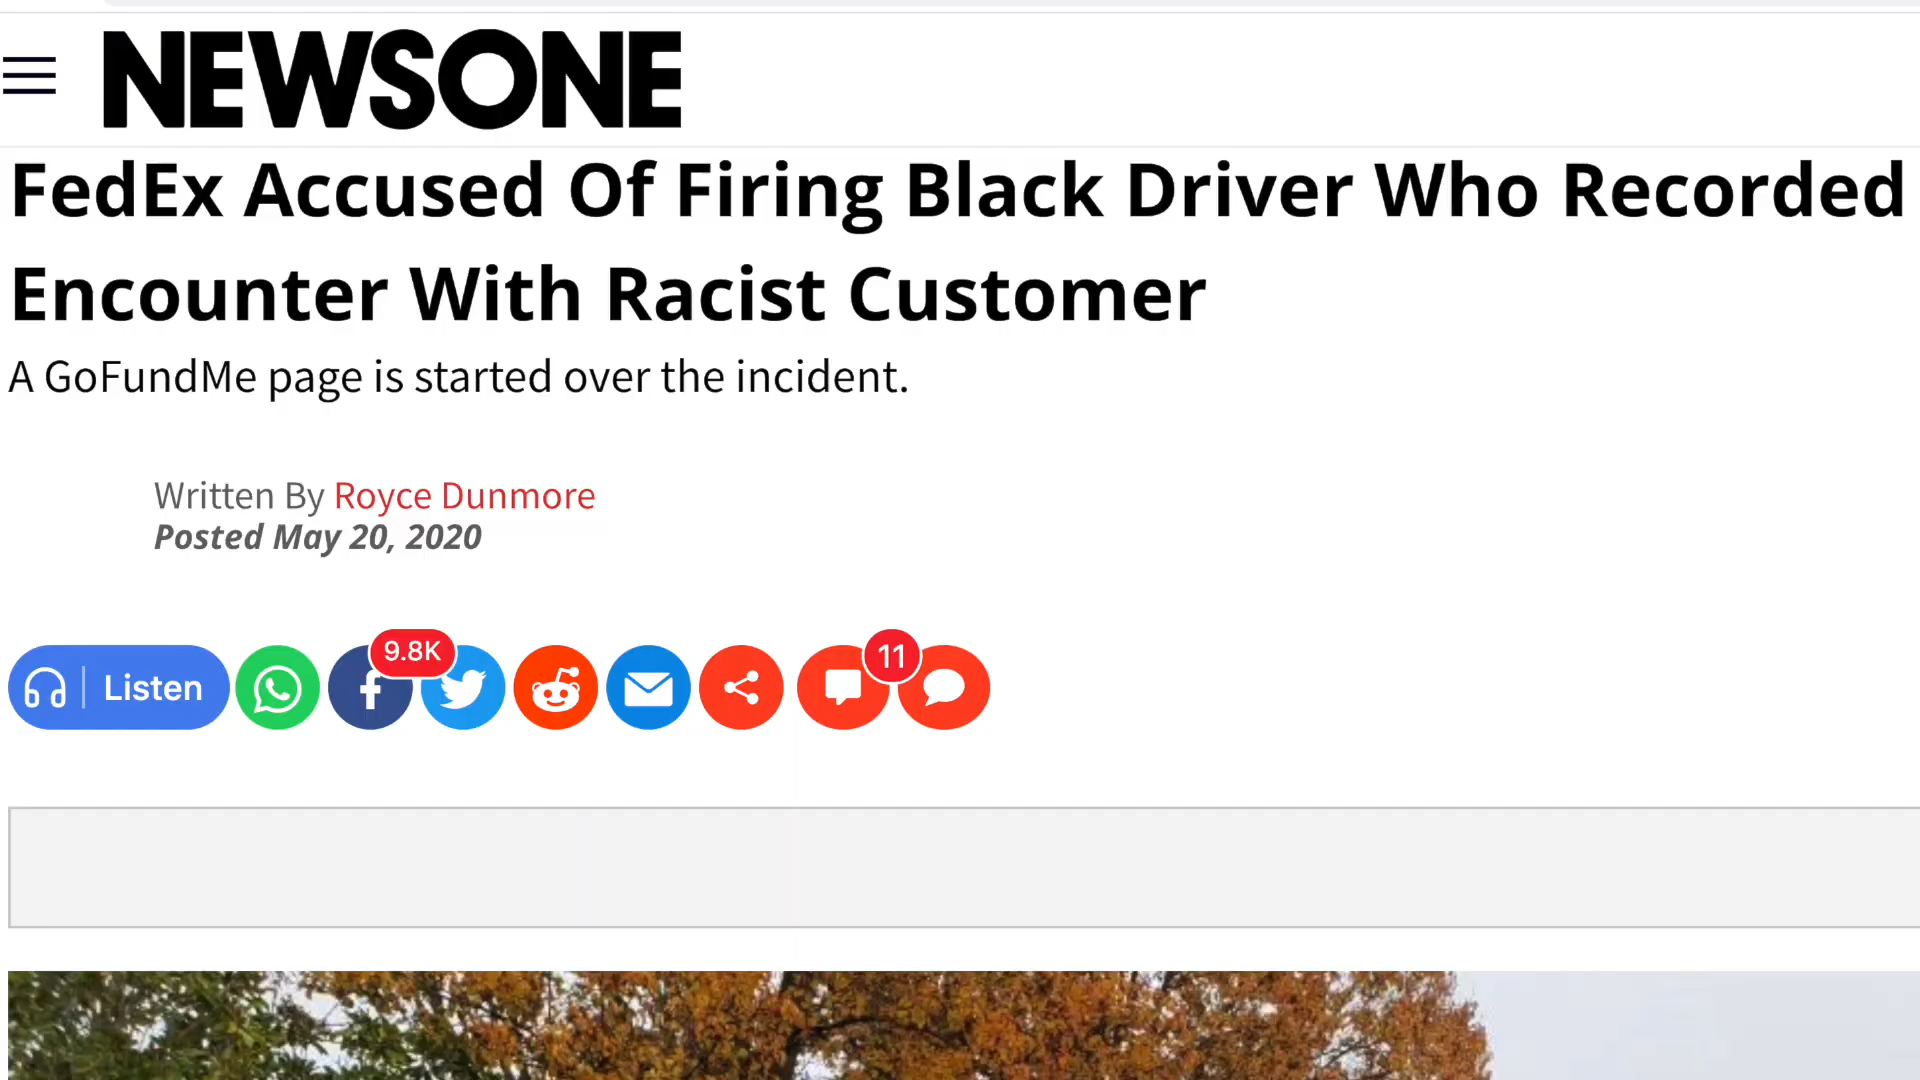 NEWSONE
FedEx Accused Of Firing Black Driver Who Recorded
Encounter With Racist Customer
A GoFundMe page is started over the incident.
Written By Royce Dunmore
Posted May 20, 2020
Listen
9.8K
11